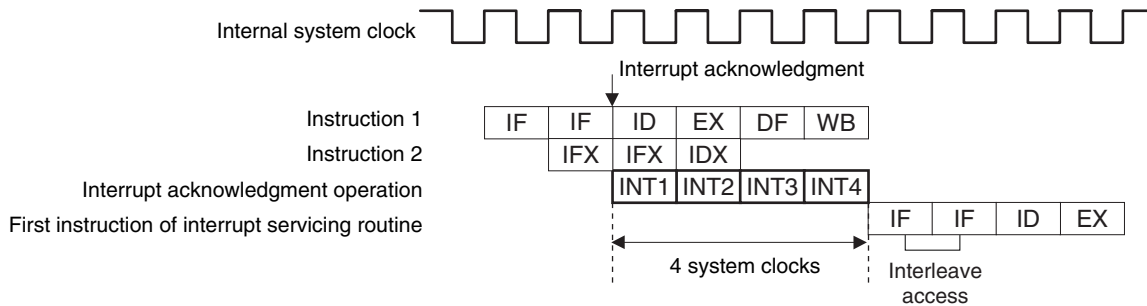 Internal system clock
Interrupt acknowledgment
Instruction 1 IF IF ID EX DF WB
Instruction 2 IFX IFX IDX
Interrupt acknowledgment operation INT1 INT2 INT3 INT4
First instruction of interrupt servicing routine IF IF ID EX
4 system clocks
Interleave
access